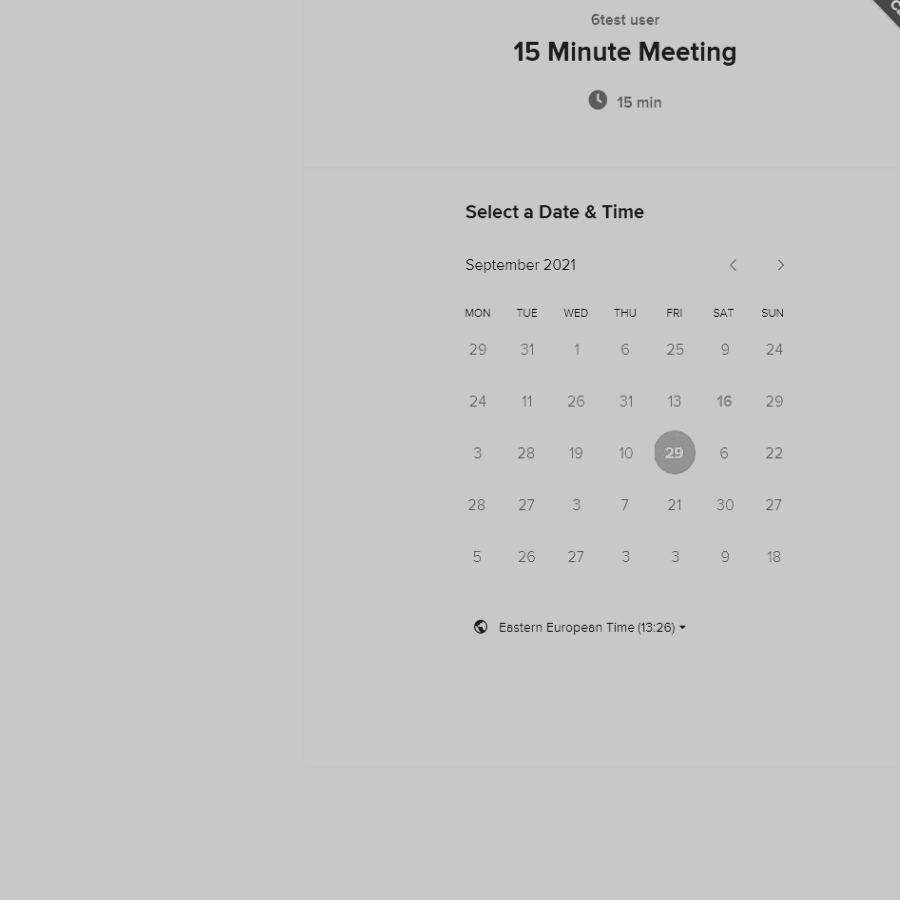 6test user
15 Minute Meeting
15 min
Select a Date & Time
September 2021
MON TUE WED THU FRI SAT SUN
29 31 1 6 25 9 24
24 11 26 31 13 16 29
3 28 19 10 29 6 22
28 27 3 7 21 30 27
5 26 27 3 3 9 18
Eastern European Time (13:26)